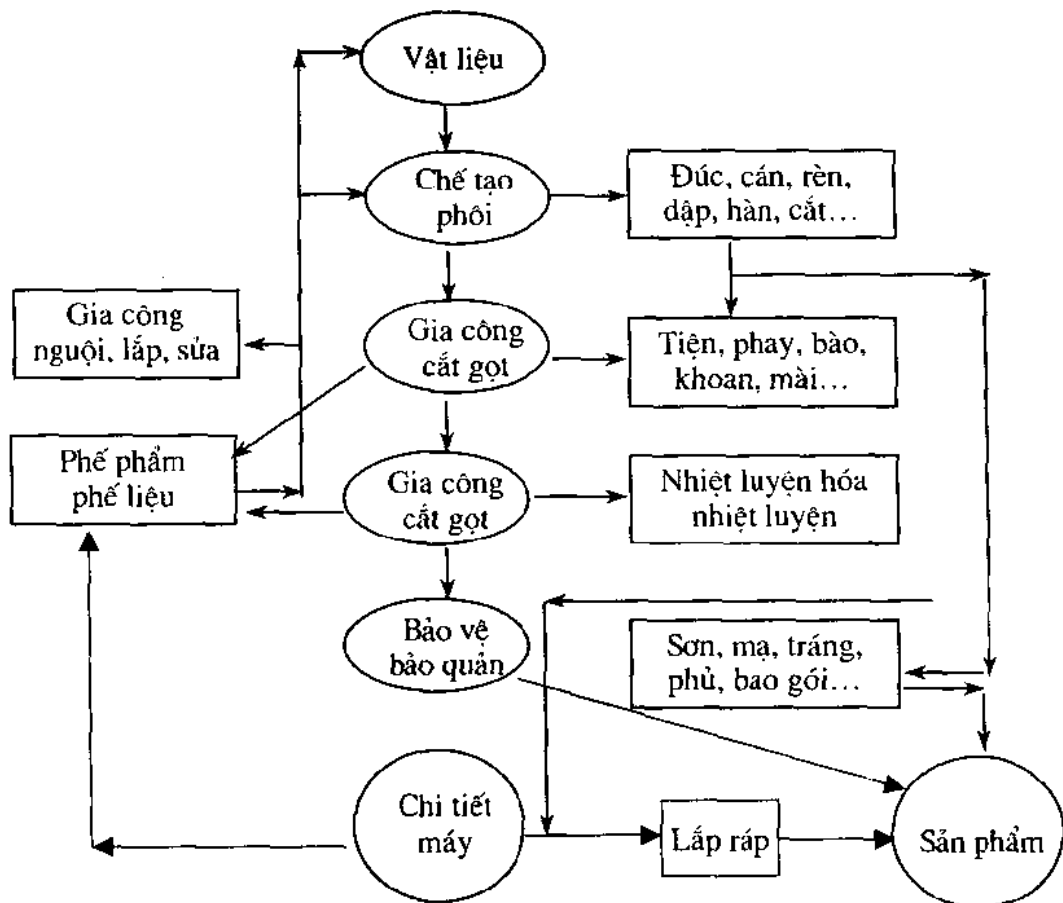 Vật liệu
Chế tạo
phôi
Đúc, cán, rèn,
dập, hàn, cắt...
Gia công
nguội, lắp, sửa
Gia công
cắt gọt
Tiện, phay, bào,
khoan, mài...
Phế phẩm
phế liệu
Gia công
cắt gọt
Nhiệt luyện hóa
nhiệt luyện
Bảo vệ
bảo quản
Sơn, mạ, tráng,
phủ, bao gói...
Chi tiết
máy
Lắp ráp
Sản phẩm